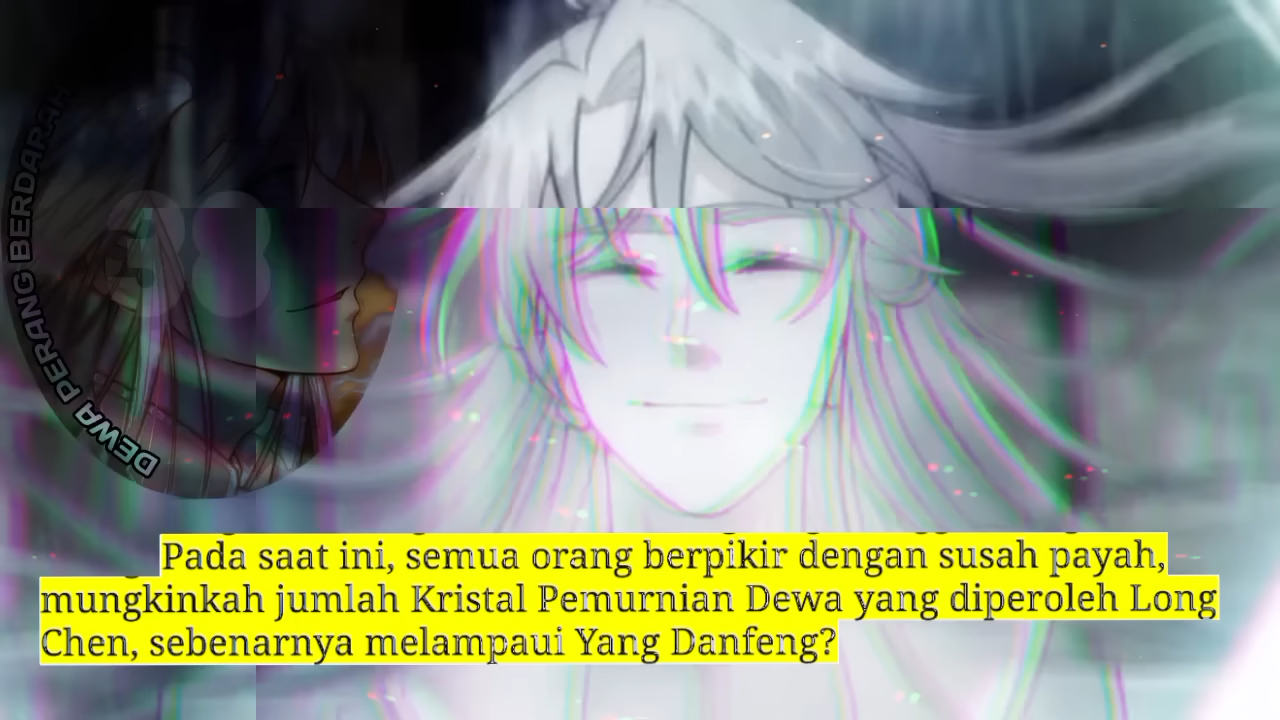 DEWA PERANG BERDARAH
38
Pada saat ini, semua orang berpikir dengan susah payah,
mungkinkah jumlah Kristal Pemurnian Dewa yang diperoleh Long
Chen, sebenarnya melampaui Yang Danfeng?